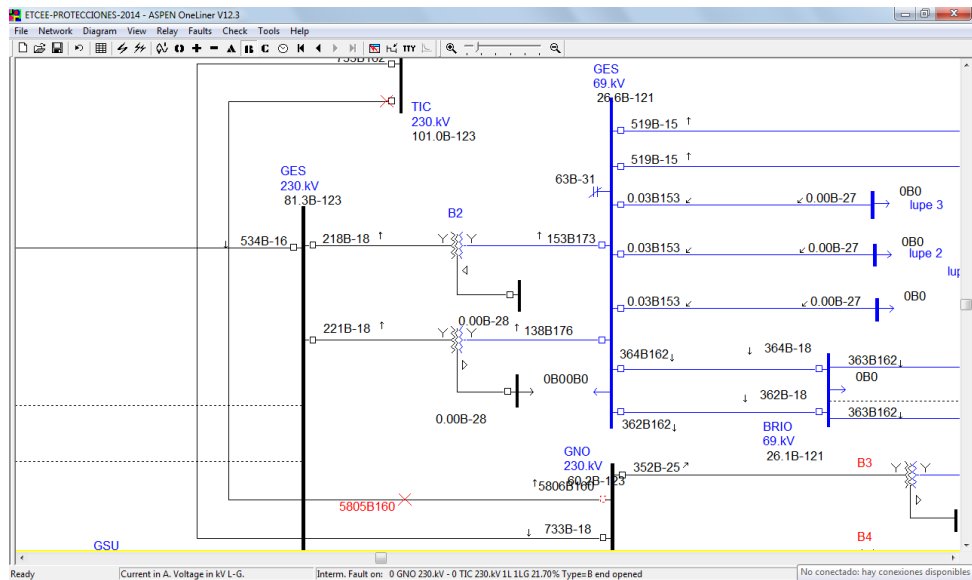 ETCEE-PROTECCIONES-2014 - ASPEN OneLiner V12.3
File Network Diagram View Relay Faults Check Tools Help
A B C TTY
TIC
230.kV
101.0B-123
GES
69.kV
26.6B-121
519B-15
519B-15
63B-31
0.03B153
0.00B-27
0B0
lupe 3
GES
230.kV
81.3B-123
B2
534B-16
218B-18
153B173
0.03B153
0.00B-27
0B0
lupe 2
0.03B153
0.00B-27
0B0
0.00B-28
221B-18
138B176
364B162
364B-18
363B162
0B00B0
0B0
362B-18
363B162
0.00B-28
362B162
BRIO
69.kV
26.1B-121
GNO
230.kV
60.2B-123
352B-25
B3
5806B160
5805B160
733B-18
B4
GSU
Ready
Current in A. Voltage in kV L-G.
Interm. Fault on: 0 GNO 230.kV - 0 TIC 230.kV 1L 1LG 21.70% Type=B end opened
No conectado: hay conexiones disponibles